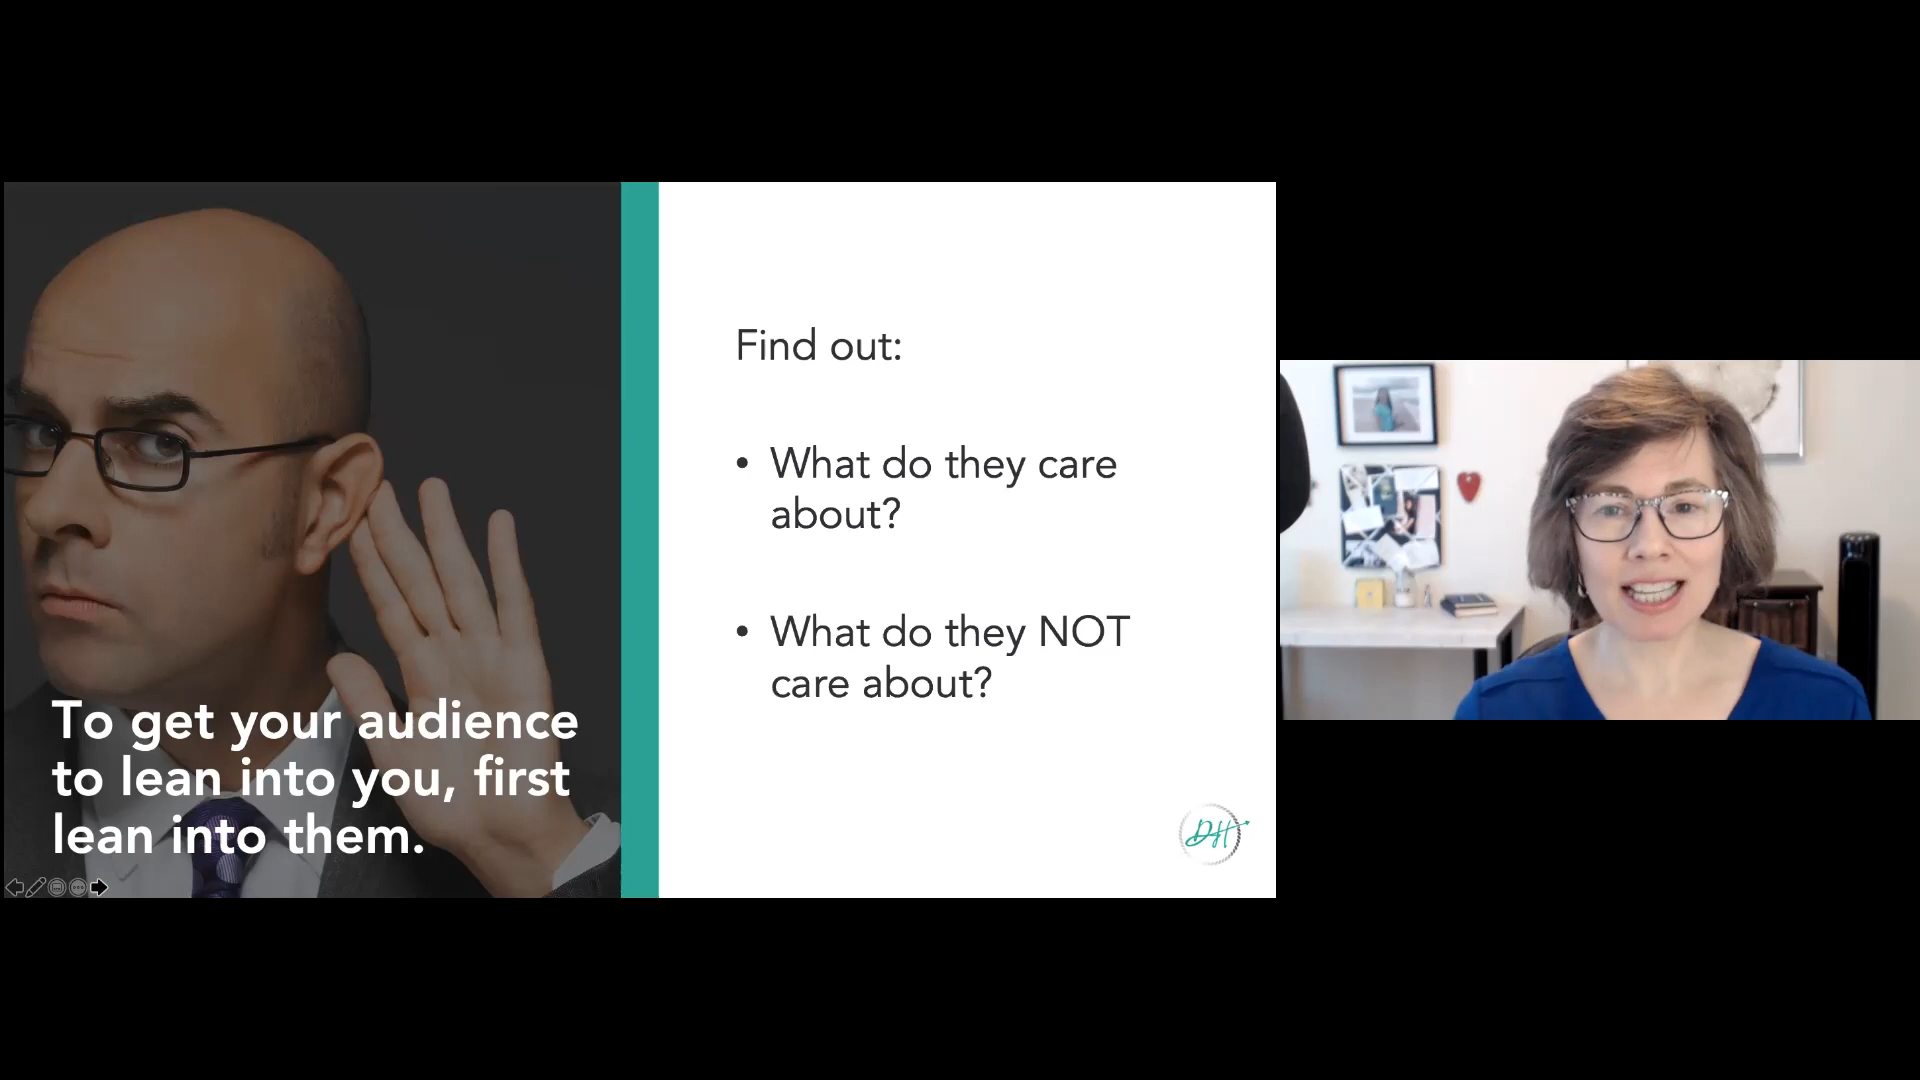 To get your audience
to lean into you, first
lean into them.
Find out:
• What do they care
about?
• What do they NOT
care about?
DH